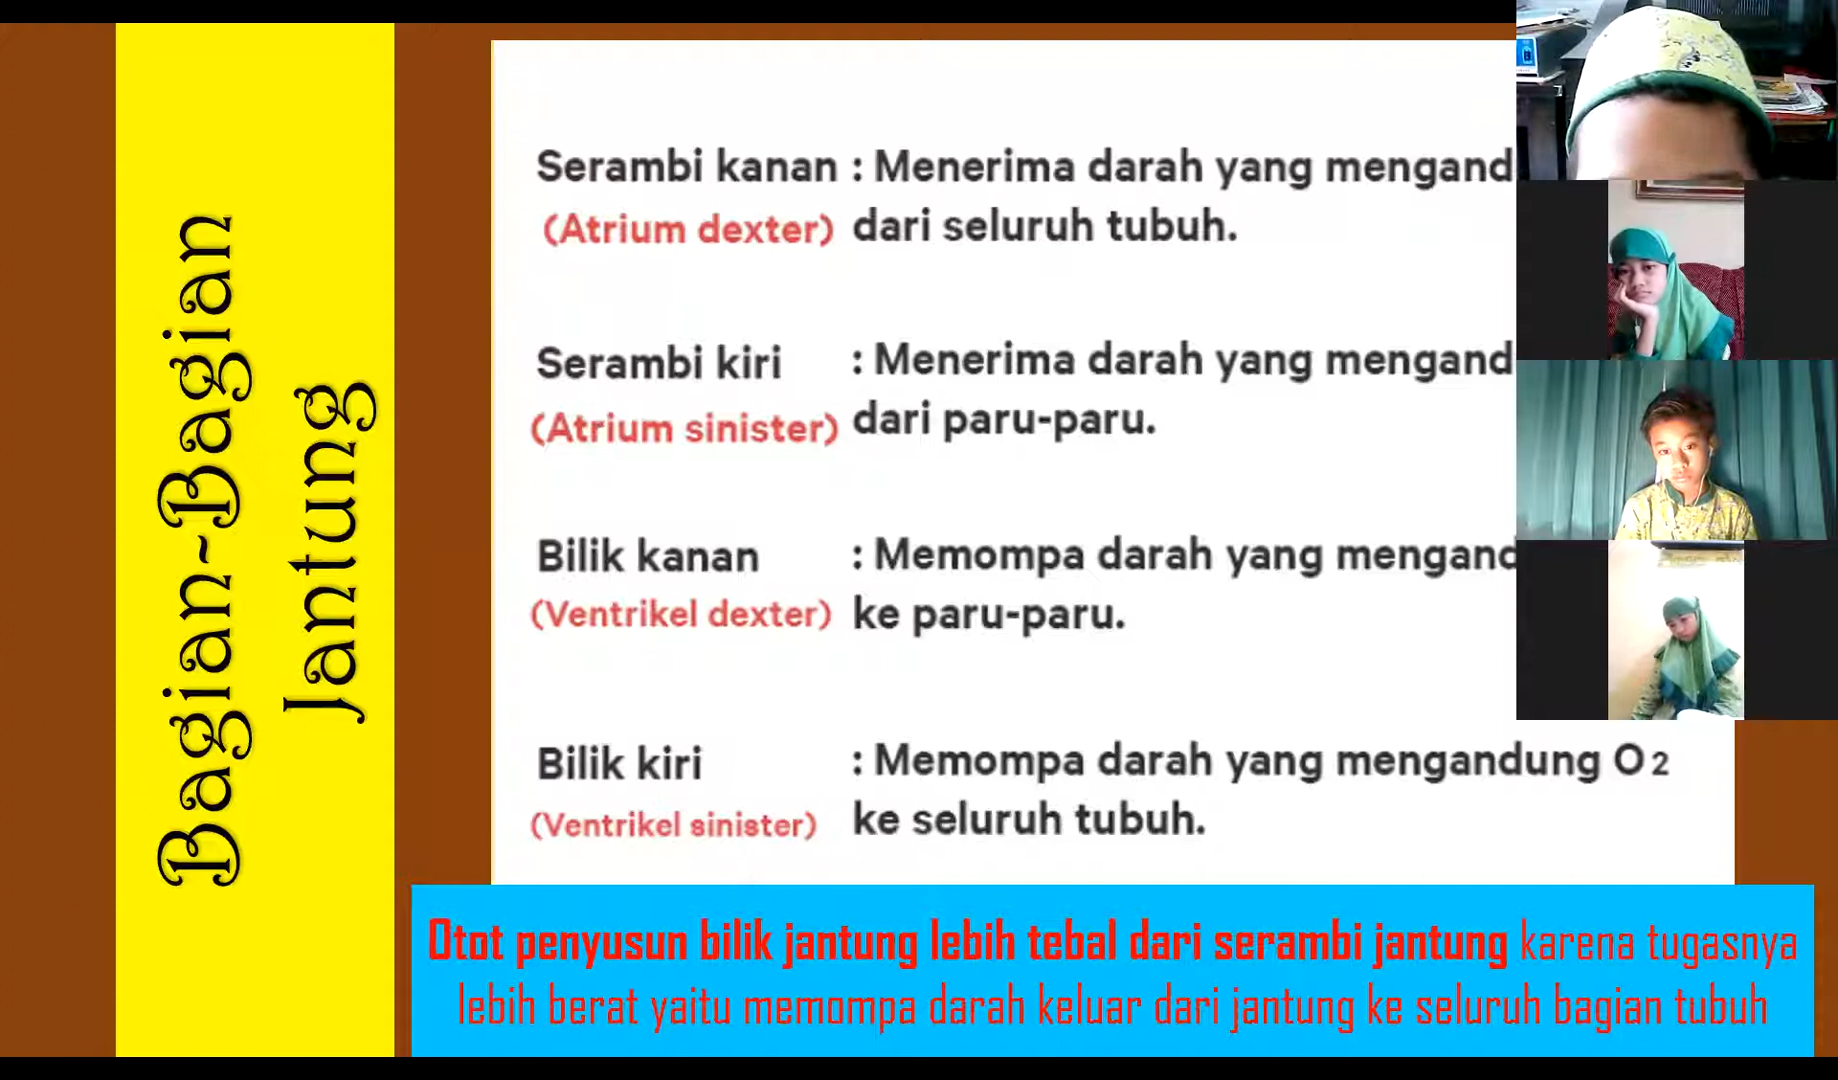 Bagian-Bagian
Jantung
Serambi kanan : Menerima darah yang mengand
(Atrium dexter) dari seluruh tubuh.
Serambi kiri : Menerima darah yang mengand
(Atrium sinister) dari paru-paru.
Bilik kanan : Memompa darah yang mengand
(Ventrikel dexter) ke paru-paru.
Bilik kiri : Memompa darah yang mengandung O2
(Ventrikel sinister) ke seluruh tubuh.
Otot penyusun bilik jantung lebih tebal dari serambi jantung karena tugasnya
lebih berat yaitu memompa darah keluar dari jantung ke seluruh bagian tubuh